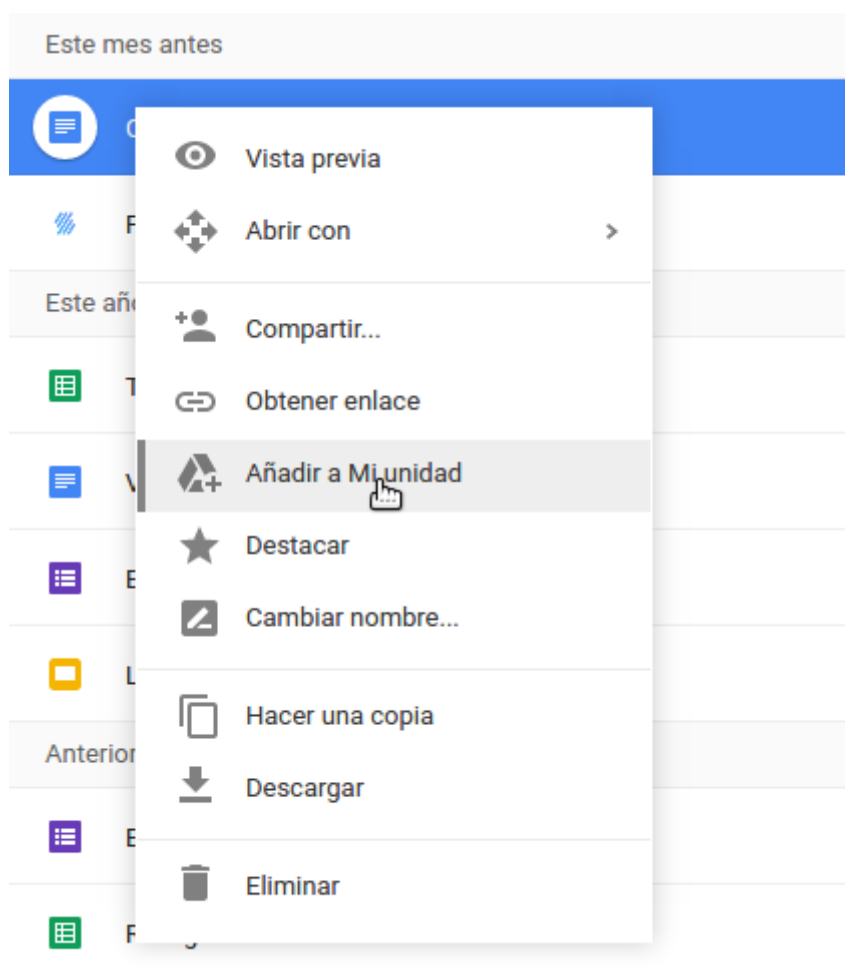 Este mes antes
Vista previa
Abrir con
Este año
Compartir...
Obtener enlace
Añadir a Mi unidad
Destacar
Cambiar nombre...
Hacer una copia
Anterior
Descargar
Eliminar